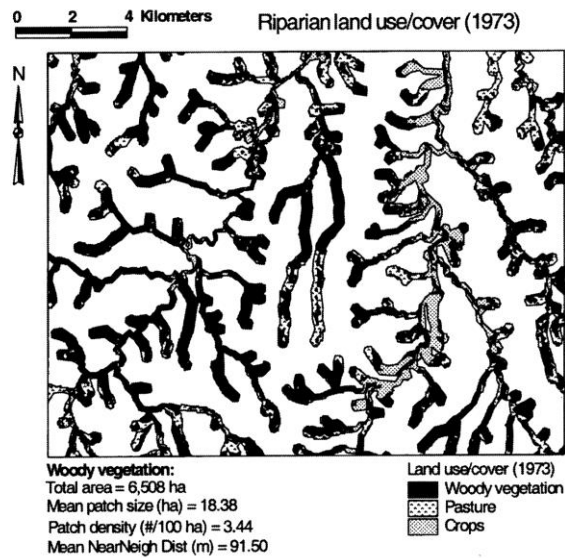 0 2 4 Kilometers
Riparian land use/cover (1973)
N
Woody vegetation:
Total area = 6,508 ha
Mean patch size (ha) = 18.38
Patch density (#/100 ha) = 3.44
Mean NearNeigh Dist (m) = 91.50
Land use/cover (1973)
Woody vegetation
Pasture
Crops